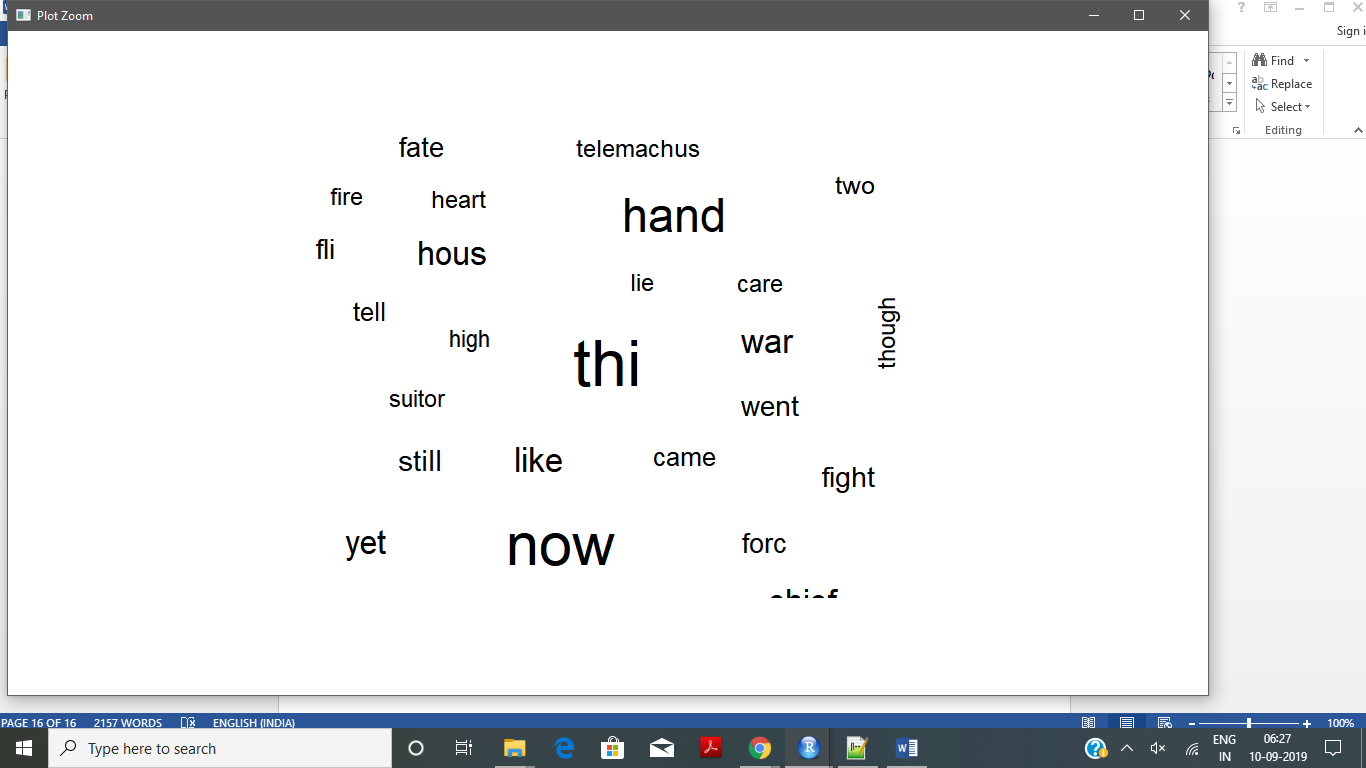 Plot Zoom
Sign i
Find
Replace
Select
Editing
fate
telemachus
two
fire
heart
hand
fli
hous
lie
care
tell
though
high
war
thi
suitor
went
still
like
came
fight
yet
now
forc
chief
PAGE 16 OF 16 2157 WORDS ENGLISH (INDIA)
100%
Type here to search
ENG
IN
06:27
10-09-2019